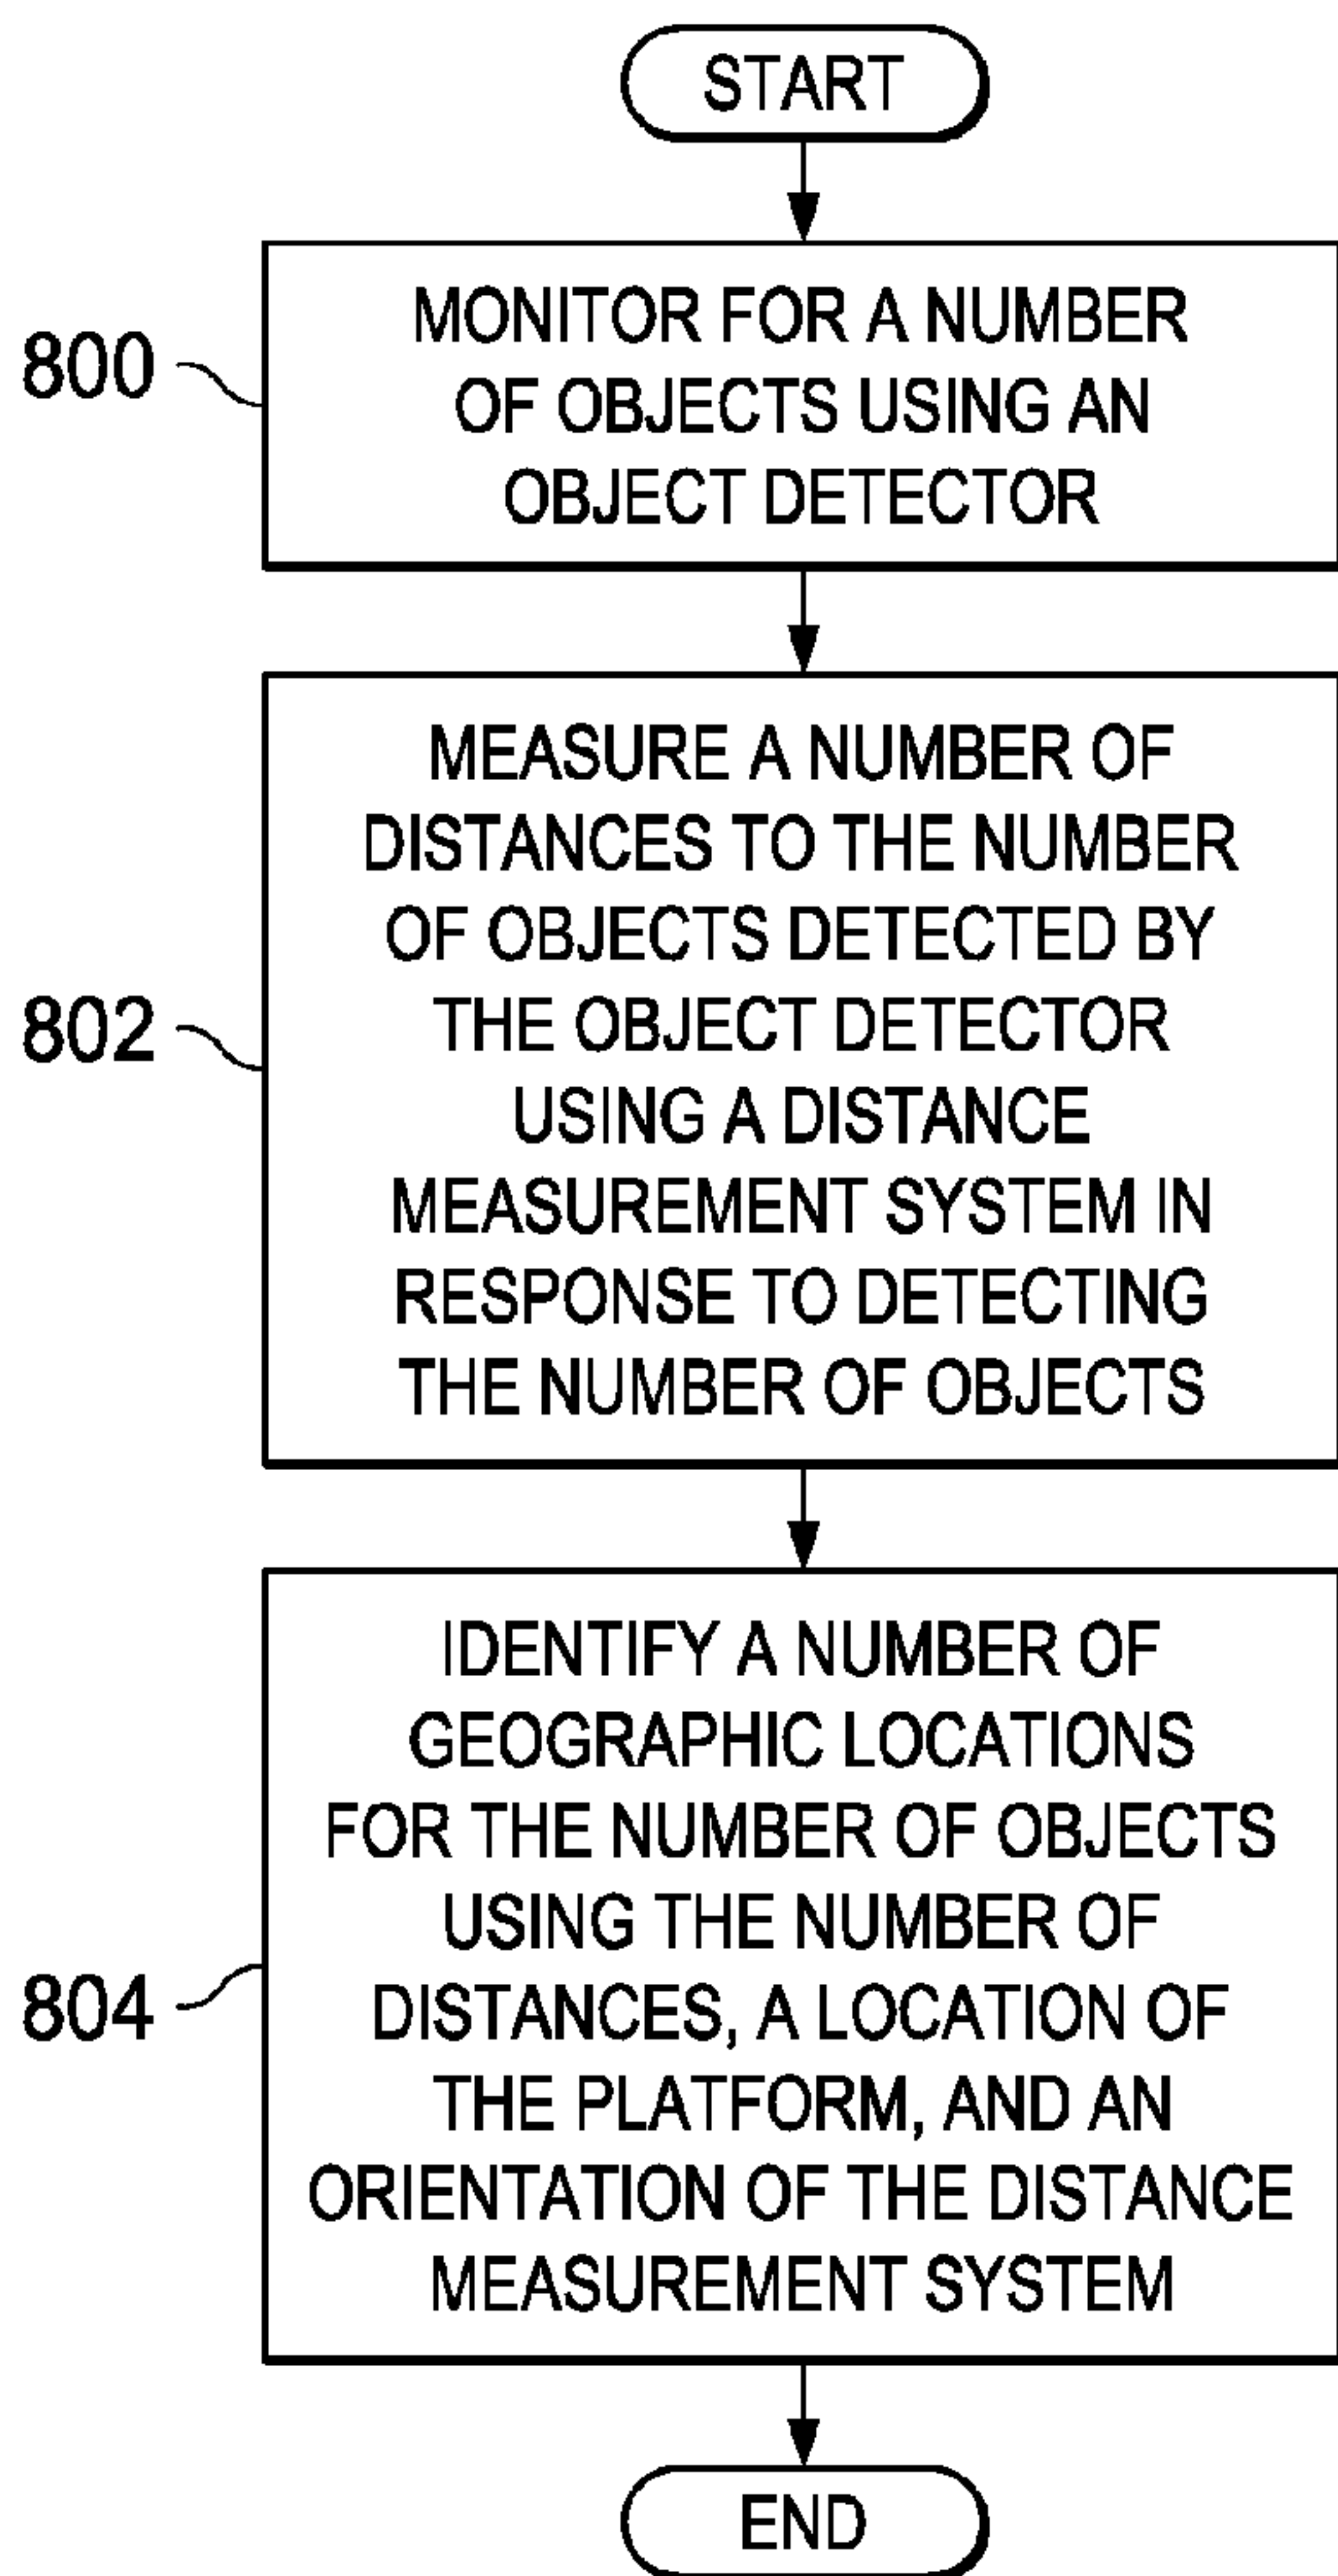 START
800
MONITOR FOR A NUMBER
OF OBJECTS USING AN
OBJECT DETECTOR
802
MEASURE A NUMBER OF
DISTANCES TO THE NUMBER
OF OBJECTS DETECTED BY
THE OBJECT DETECTOR
USING A DISTANCE
MEASUREMENT SYSTEM IN
RESPONSE TO DETECTING
THE NUMBER OF OBJECTS
804
IDENTIFY A NUMBER OF
GEOGRAPHIC LOCATIONS
FOR THE NUMBER OF OBJECTS
USING THE NUMBER OF
DISTANCES, A LOCATION OF
THE PLATFORM, AND AN
ORIENTATION OF THE DISTANCE
MEASUREMENT SYSTEM
END